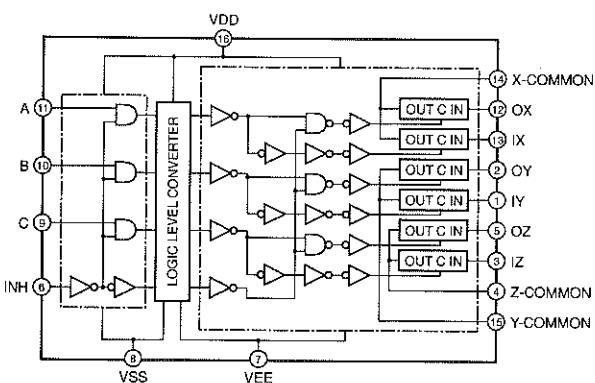 VDD
16
A 11
B 10
C 9
INH 6
LOGIC LEVEL CONVERTER
OUT C IN
OUT C IN
OUT C IN
OUT C IN
OUT C IN
OUT C IN
14 X-COMMON
12 OX
13 IX
2 OY
1 IY
5 OZ
3 IZ
4 Z-COMMON
15 Y-COMMON
8
VSS
7
VEE